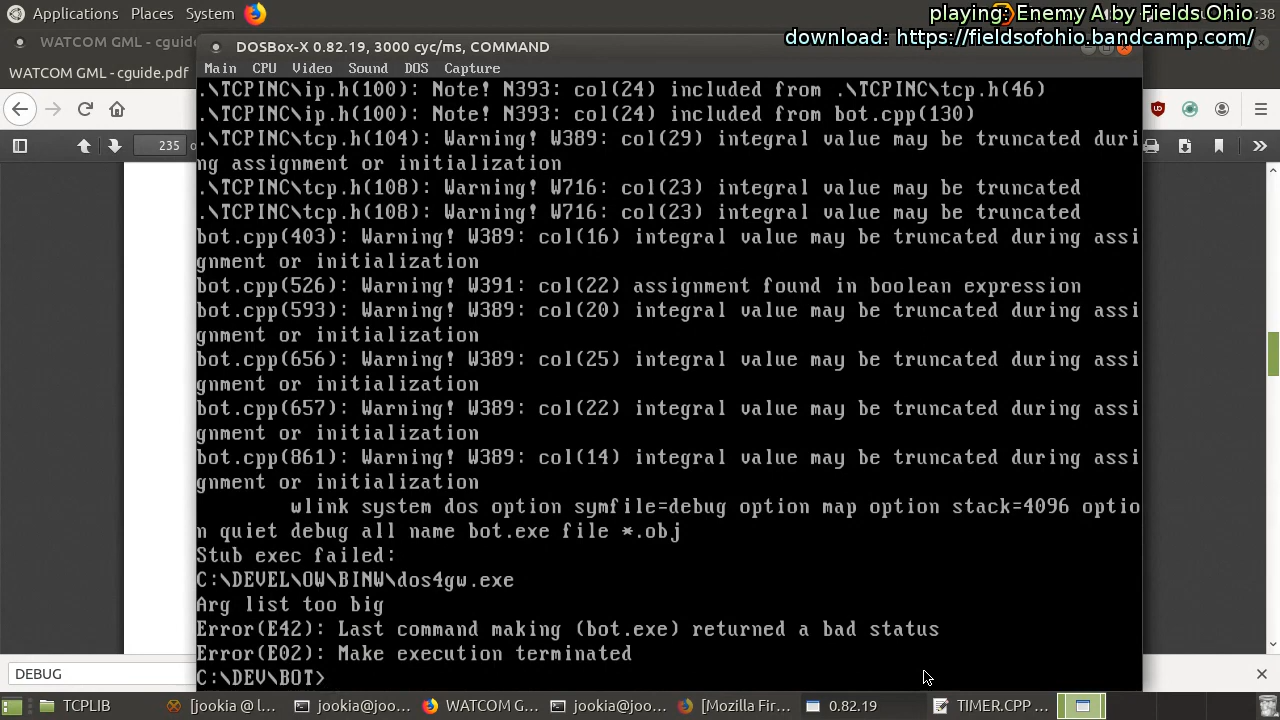 Applications Places System
:38
playing: Enemy A by Fields Ohio
download: https://fieldsofohio.bandcamp.com/
WATCOM GML - cguid
DOSBox-X 0.82.19, 3000 cyc/ms, COMMAND
WATCOM GML - cguide.pdf
Main CPU Video Sound DOS Capture
235
.\TCPINC\ip.h(100): Note! N393: col(24) included from .\TCPINC\tcp.h(46)
.\TCPINC\ip.h(100): Note! N393: col(24) included from bot.cpp(130)
.\TCPINC\tcp.h(104): Warning! W389: col(29) integral value may be truncated duri
ng assignment or initialization
.\TCPINC\tcp.h(108): Warning! W716: col(23) integral value may be truncated
.\TCPINC\tcp.h(108): Warning! W716: col(23) integral value may be truncated
bot.cpp(403): Warning! W389: col(16) integral value may be truncated during assi
gnment or initialization
bot.cpp(526): Warning! W391: col(22) assignment found in boolean expression
bot.cpp(593): Warning! W389: col(20) integral value may be truncated during assi
gnment or initialization
bot.cpp(656): Warning! W389: col(25) integral value may be truncated during assi
gnment or initialization
bot.cpp(657): Warning! W389: col(22) integral value may be truncated during assi
gnment or initialization
bot.cpp(861): Warning! W389: col(14) integral value may be truncated during assi
gnment or initialization
wlink system dos option symfile=debug option map option stack=4096 optio
n quiet debug all name bot.exe file *.obj
Stub exec failed:
C:\DEVEL\OW\BINW\dos4gw.exe
Arg list too big
Error(E42): Last command making (bot.exe) returned a bad status
Error(E02): Make execution terminated
C:\DEV\BOT>
DEBUG
TCPLIB [jookia @ l... jookia@joo... WATCOM G... jookia@joo... [Mozilla Fir... 0.82.19 TIMER.CPP ...